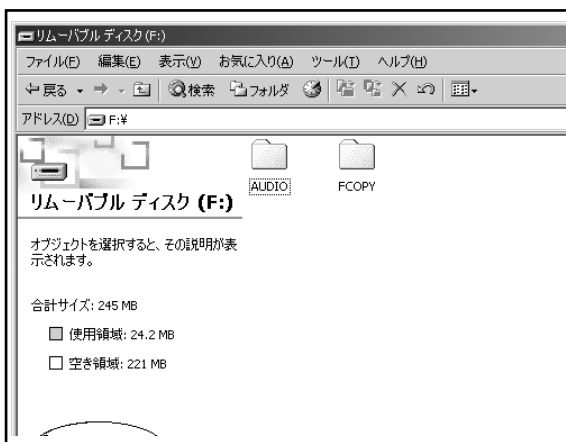 リムーバブル ディスク (F:)
ファイル(F) 編集(E) 表示(V) お気に入り(A) ツール(T) ヘルプ(H)
戻る 検索 フォルダ
アドレス(D) F:¥
AUDIO FCOPY
リムーバブル ディスク (F:)
オブジェクトを選択すると、その説明が表
示されます。
合計サイズ: 245 MB
使用領域: 24.2 MB
空き領域: 221 MB